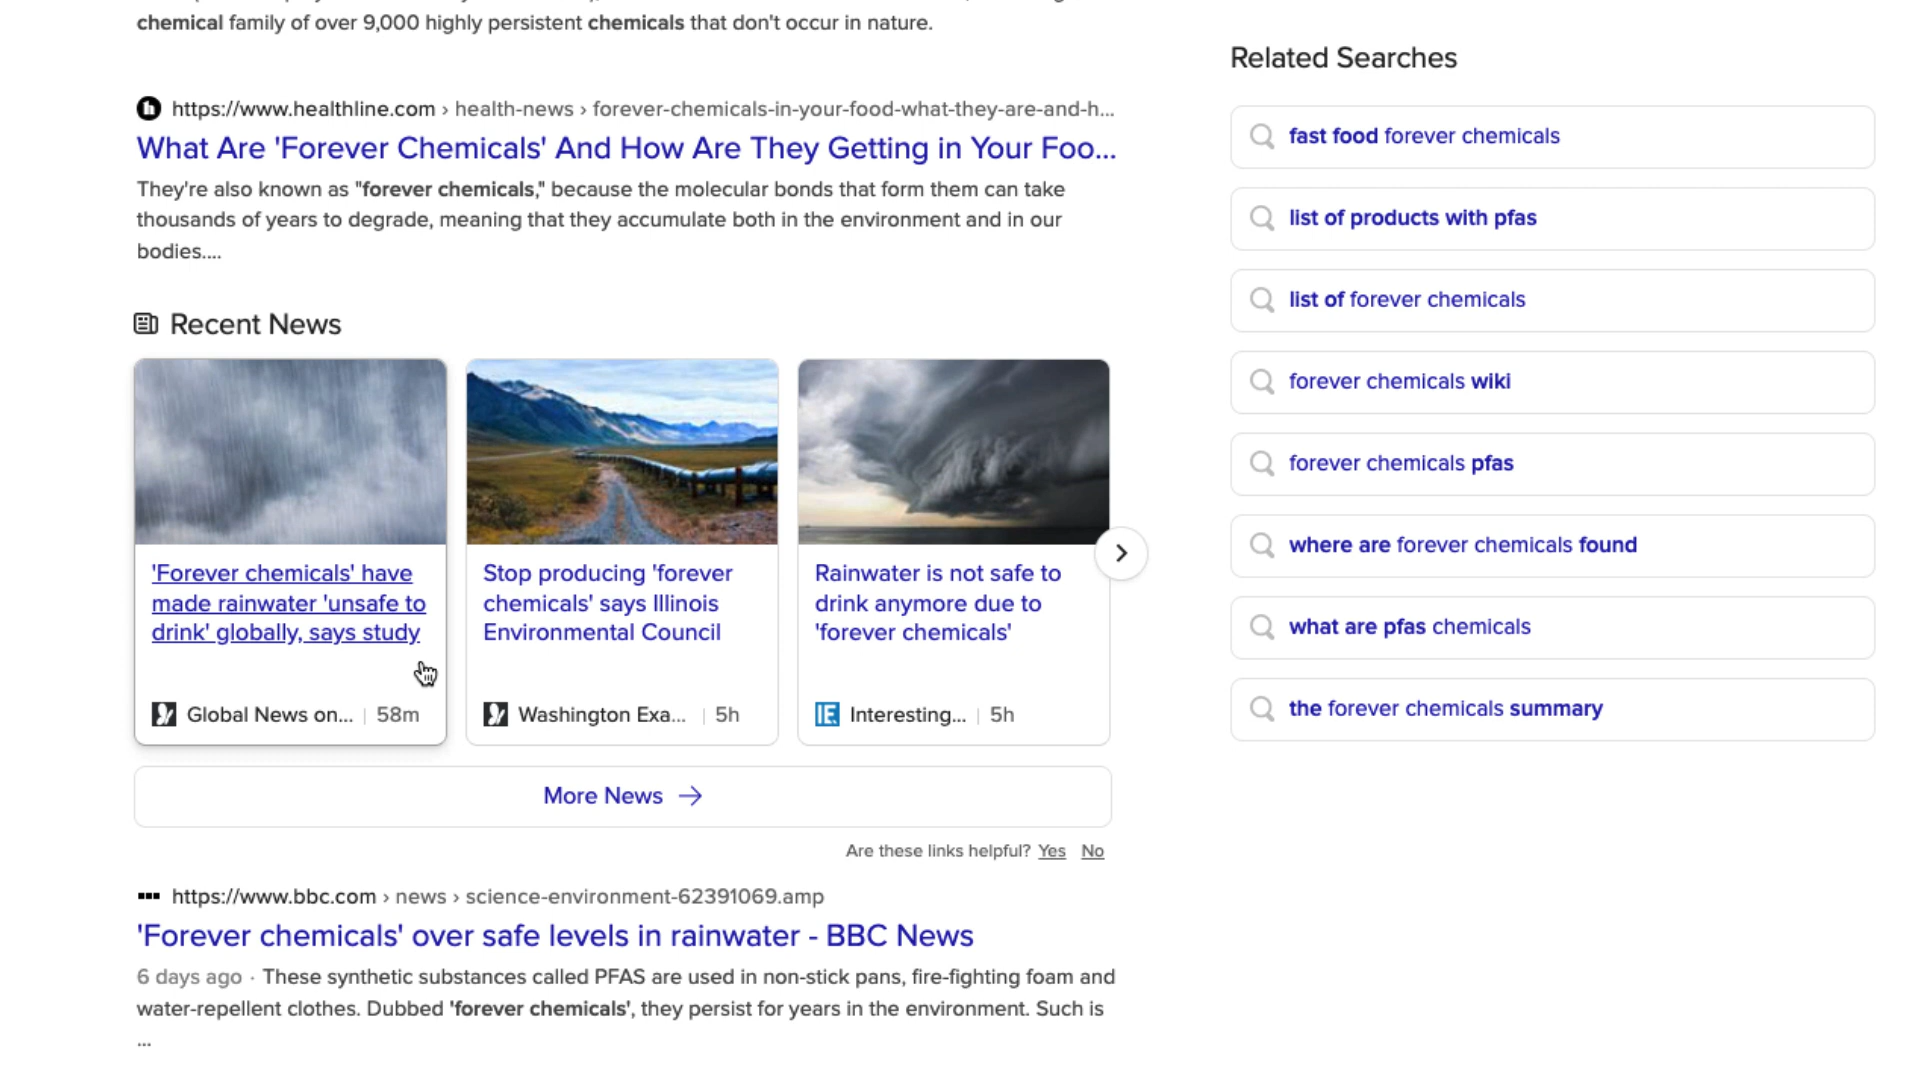 chemical family of over 9,000 highly persistent chemicals that don't occur in nature.
https://www.healthline.com › health-news › forever-chemicals-in-your-food-what-they-are-and-h...
What Are 'Forever Chemicals' And How Are They Getting in Your Foo...
They're also known as "forever chemicals," because the molecular bonds that form them can take
thousands of years to degrade, meaning that they accumulate both in the environment and in our
bodies....
Recent News
'Forever chemicals' have
made rainwater 'unsafe to
drink' globally, says study
Global News on... | 58m
Stop producing 'forever
chemicals' says Illinois
Environmental Council
Washington Exa... | 5h
Rainwater is not safe to
drink anymore due to
'forever chemicals'
IE Interesting... | 5h
More News →
Are these links helpful? Yes No
https://www.bbc.com › news › science-environment-62391069.amp
'Forever chemicals' over safe levels in rainwater - BBC News
6 days ago · These synthetic substances called PFAS are used in non-stick pans, fire-fighting foam and
water-repellent clothes. Dubbed 'forever chemicals', they persist for years in the environment. Such is
...
Related Searches
fast food forever chemicals
list of products with pfas
list of forever chemicals
forever chemicals wiki
forever chemicals pfas
where are forever chemicals found
what are pfas chemicals
the forever chemicals summary